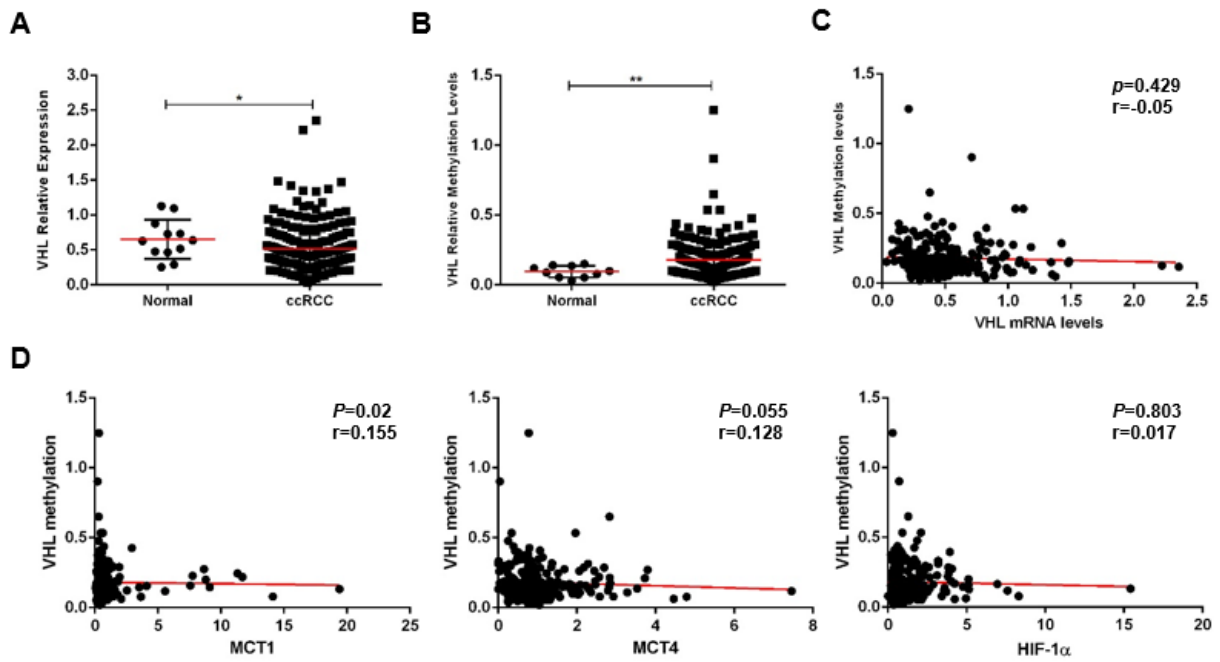 A
VHL Relative Expression
3.0
2.5
2.0
1.5
1.0
0.5
0.0
*
Normal
ccRCC
B
VHL Relative Methylation Levels
1.5
1.0
0.5
0.0
**
Normal
ccRCC
C
VHL Methylation levels
1.5
1.0
0.5
0.0
p=0.429
r=-0.05
0.0
0.5
1.0
1.5
2.0
2.5
VHL mRNA levels
D
VHL methylation
1.5
1.0
0.5
0.0
P=0.02
r=0.155
0
5
10
15
20
25
MCT1
VHL methylation
1.5
1.0
0.5
0.0
P=0.055
r=0.128
0
2
4
6
8
MCT4
VHL methylation
1.5
1.0
0.5
0.0
P=0.803
r=0.017
0
5
10
15
20
HIF-1α